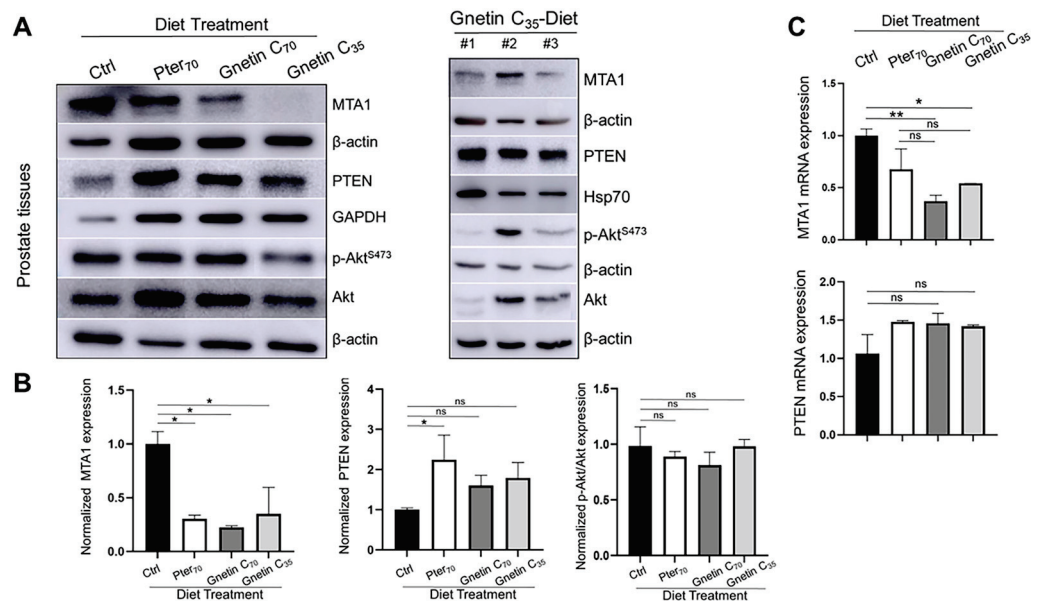 A
Diet Treatment
Ctrl
Pter70
Gnetin C70
Gnetin C35
Prostate tissues
MTA1
β-actin
PTEN
GAPDH
p-AktS473
Akt
β-actin
Gnetin C35-Diet
#1 #2 #3
MTA1
β-actin
PTEN
Hsp70
p-AktS473
β-actin
Akt
β-actin
B
Normalized MTA1 expression
1.5
1.0
0.5
0.0
*
*
*
Ctrl
Pter70
Gnetin C70
Gnetin C35
Diet Treatment
Normalized PTEN expression
4
3
2
1
0
ns
ns
*
Ctrl
Pter70
Gnetin C70
Gnetin C35
Diet Treatment
Normalized p-Akt/Akt expression
1.5
1.0
0.5
0.0
ns
ns
ns
Ctrl
Pter70
Gnetin C70
Gnetin C35
Diet Treatment
C
Diet Treatment
Ctrl
Pter70
Gnetin C70
Gnetin C35
MTA1 mRNA expression
1.5
1.0
0.5
0.0
*
**
ns
ns
PTEN mRNA expression
2.0
1.5
1.0
0.5
0.0
ns
ns